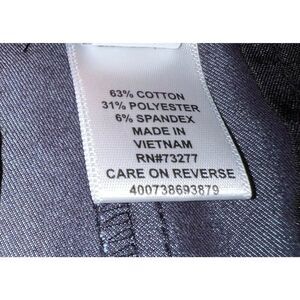 63% COTTON
31% POLYESTER
6% SPANDEX
MADE IN
VIETNAM
RN#73277
CARE ON REVERSE
400738693879